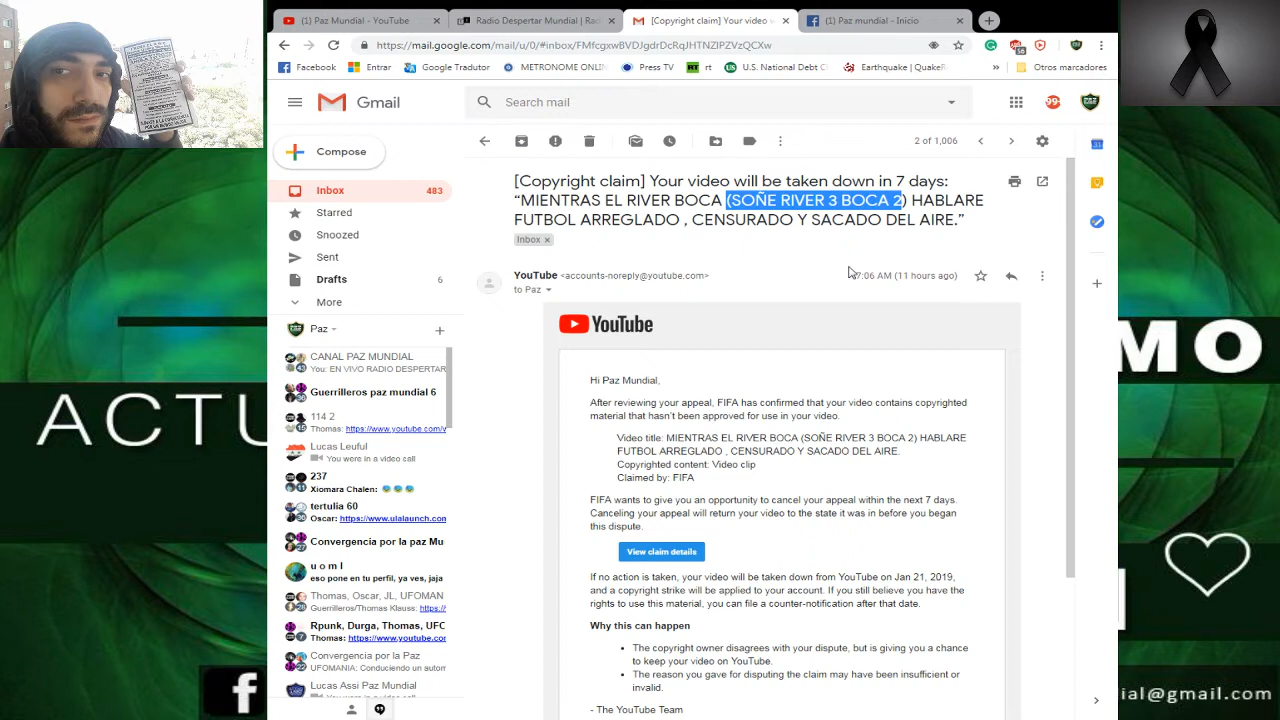 (1) Paz Mundial - YouTube
Radio Despertar Mundial | Rad
[Copyright claim] Your video w
(1) Paz mundial - Inicio
https://mail.google.com/mail/u/0/#inbox/FMfcgxwBVDJgdrDcRqJHTNZlPZVzQCXw
Facebook
Entrar
Google Tradutor
METRONOME ONLIN
Press TV
rt
U.S. National Debt C
Earthquake | QuakeR
»
Otros marcadores
Gmail
Search mail
99+
Compose
2 of 1,006
Inbox 483
Starred
Snoozed
Sent
Drafts 6
More
Paz
CANAL PAZ MUNDIAL
You: EN VIVO RADIO DESPERTAR
Guerrilleros paz mundial 6
114 2
Thomas: https://www.youtube.com/v
Lucas Leuful
You were in a video call
237
Xiomara Chalen:
tertulia 60
Oscar: https://www.ulalaunch.con
Convergencia por la paz Mu
u o m l
eso pone en tu perfil, ya ves, jaja
Thomas, Oscar, JL, UFOMAN
Guerrilleros/Thomas Klauss: https:/
Rpunk, Durga, Thomas, UFC
Thomas: https://www.youtube.cor
Convergencia por la Paz
UFOMANIA: Conduciendo un autom
Lucas Assi Paz Mundial
You were in a video call
[Copyright claim] Your video will be taken down in 7 days:
“MIENTRAS EL RIVER BOCA (SOÑE RIVER 3 BOCA 2) HABLARE
FUTBOL ARREGLADO , CENSURADO Y SACADO DEL AIRE.”
Inbox x
YouTube <accounts-noreply@youtube.com>
7:06 AM (11 hours ago)
to Paz
YouTube
Hi Paz Mundial,
After reviewing your appeal, FIFA has confirmed that your video contains copyrighted
material that hasn't been approved for use in your video.
Video title: MIENTRAS EL RIVER BOCA (SOÑE RIVER 3 BOCA 2) HABLARE
FUTBOL ARREGLADO , CENSURADO Y SACADO DEL AIRE.
Copyrighted content: Video clip
Claimed by: FIFA
FIFA wants to give you an opportunity to cancel your appeal within the next 7 days.
Canceling your appeal will return your video to the state it was in before you began
this dispute.
View claim details
If no action is taken, your video will be taken down from YouTube on Jan 21, 2019,
and a copyright strike will be applied to your account. If you still believe you have the
rights to use this material, you can file a counter-notification after that date.
Why this can happen
The copyright owner disagrees with your dispute, but is giving you a chance
to keep your video on YouTube.
The reason you gave for disputing the claim may have been insufficient or
invalid.
- The YouTube Team
ACTU
MO
f
ial@gmail.com